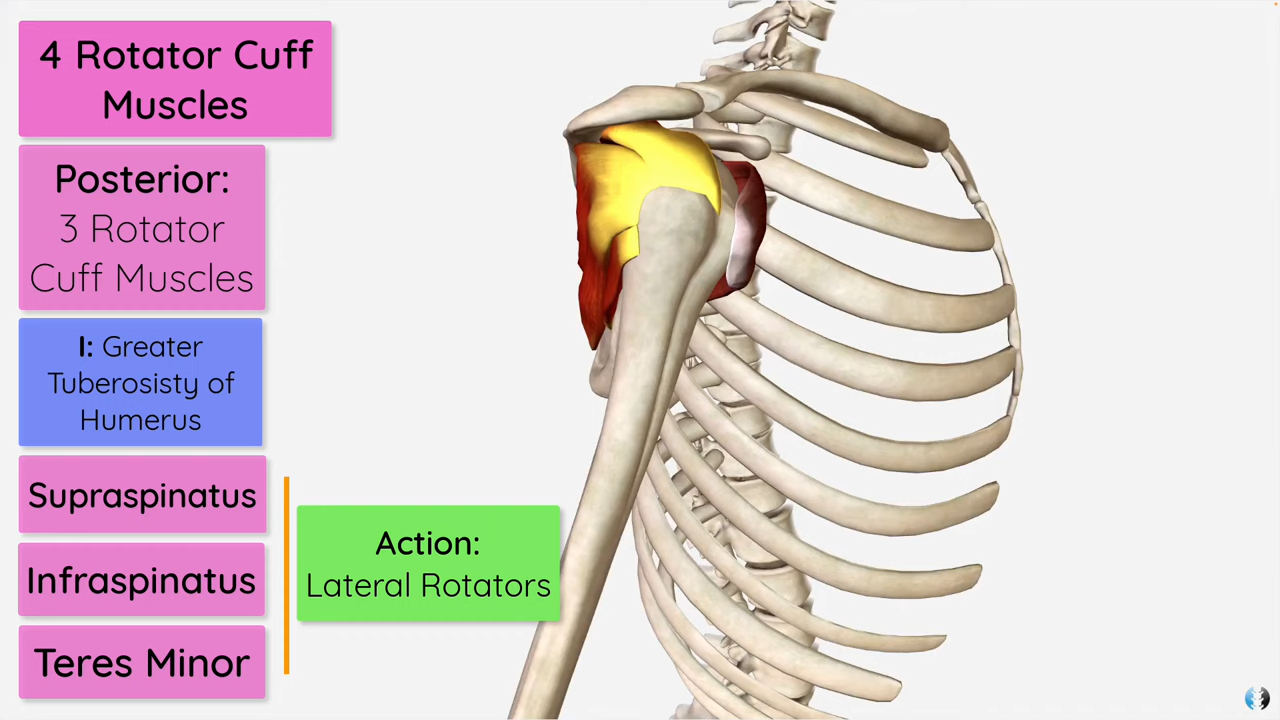 4 Rotator Cuff
Muscles
Posterior:
3 Rotator
Cuff Muscles
I: Greater
Tuberosisty of
Humerus
Supraspinatus
Infraspinatus
Teres Minor
Action:
Lateral Rotators